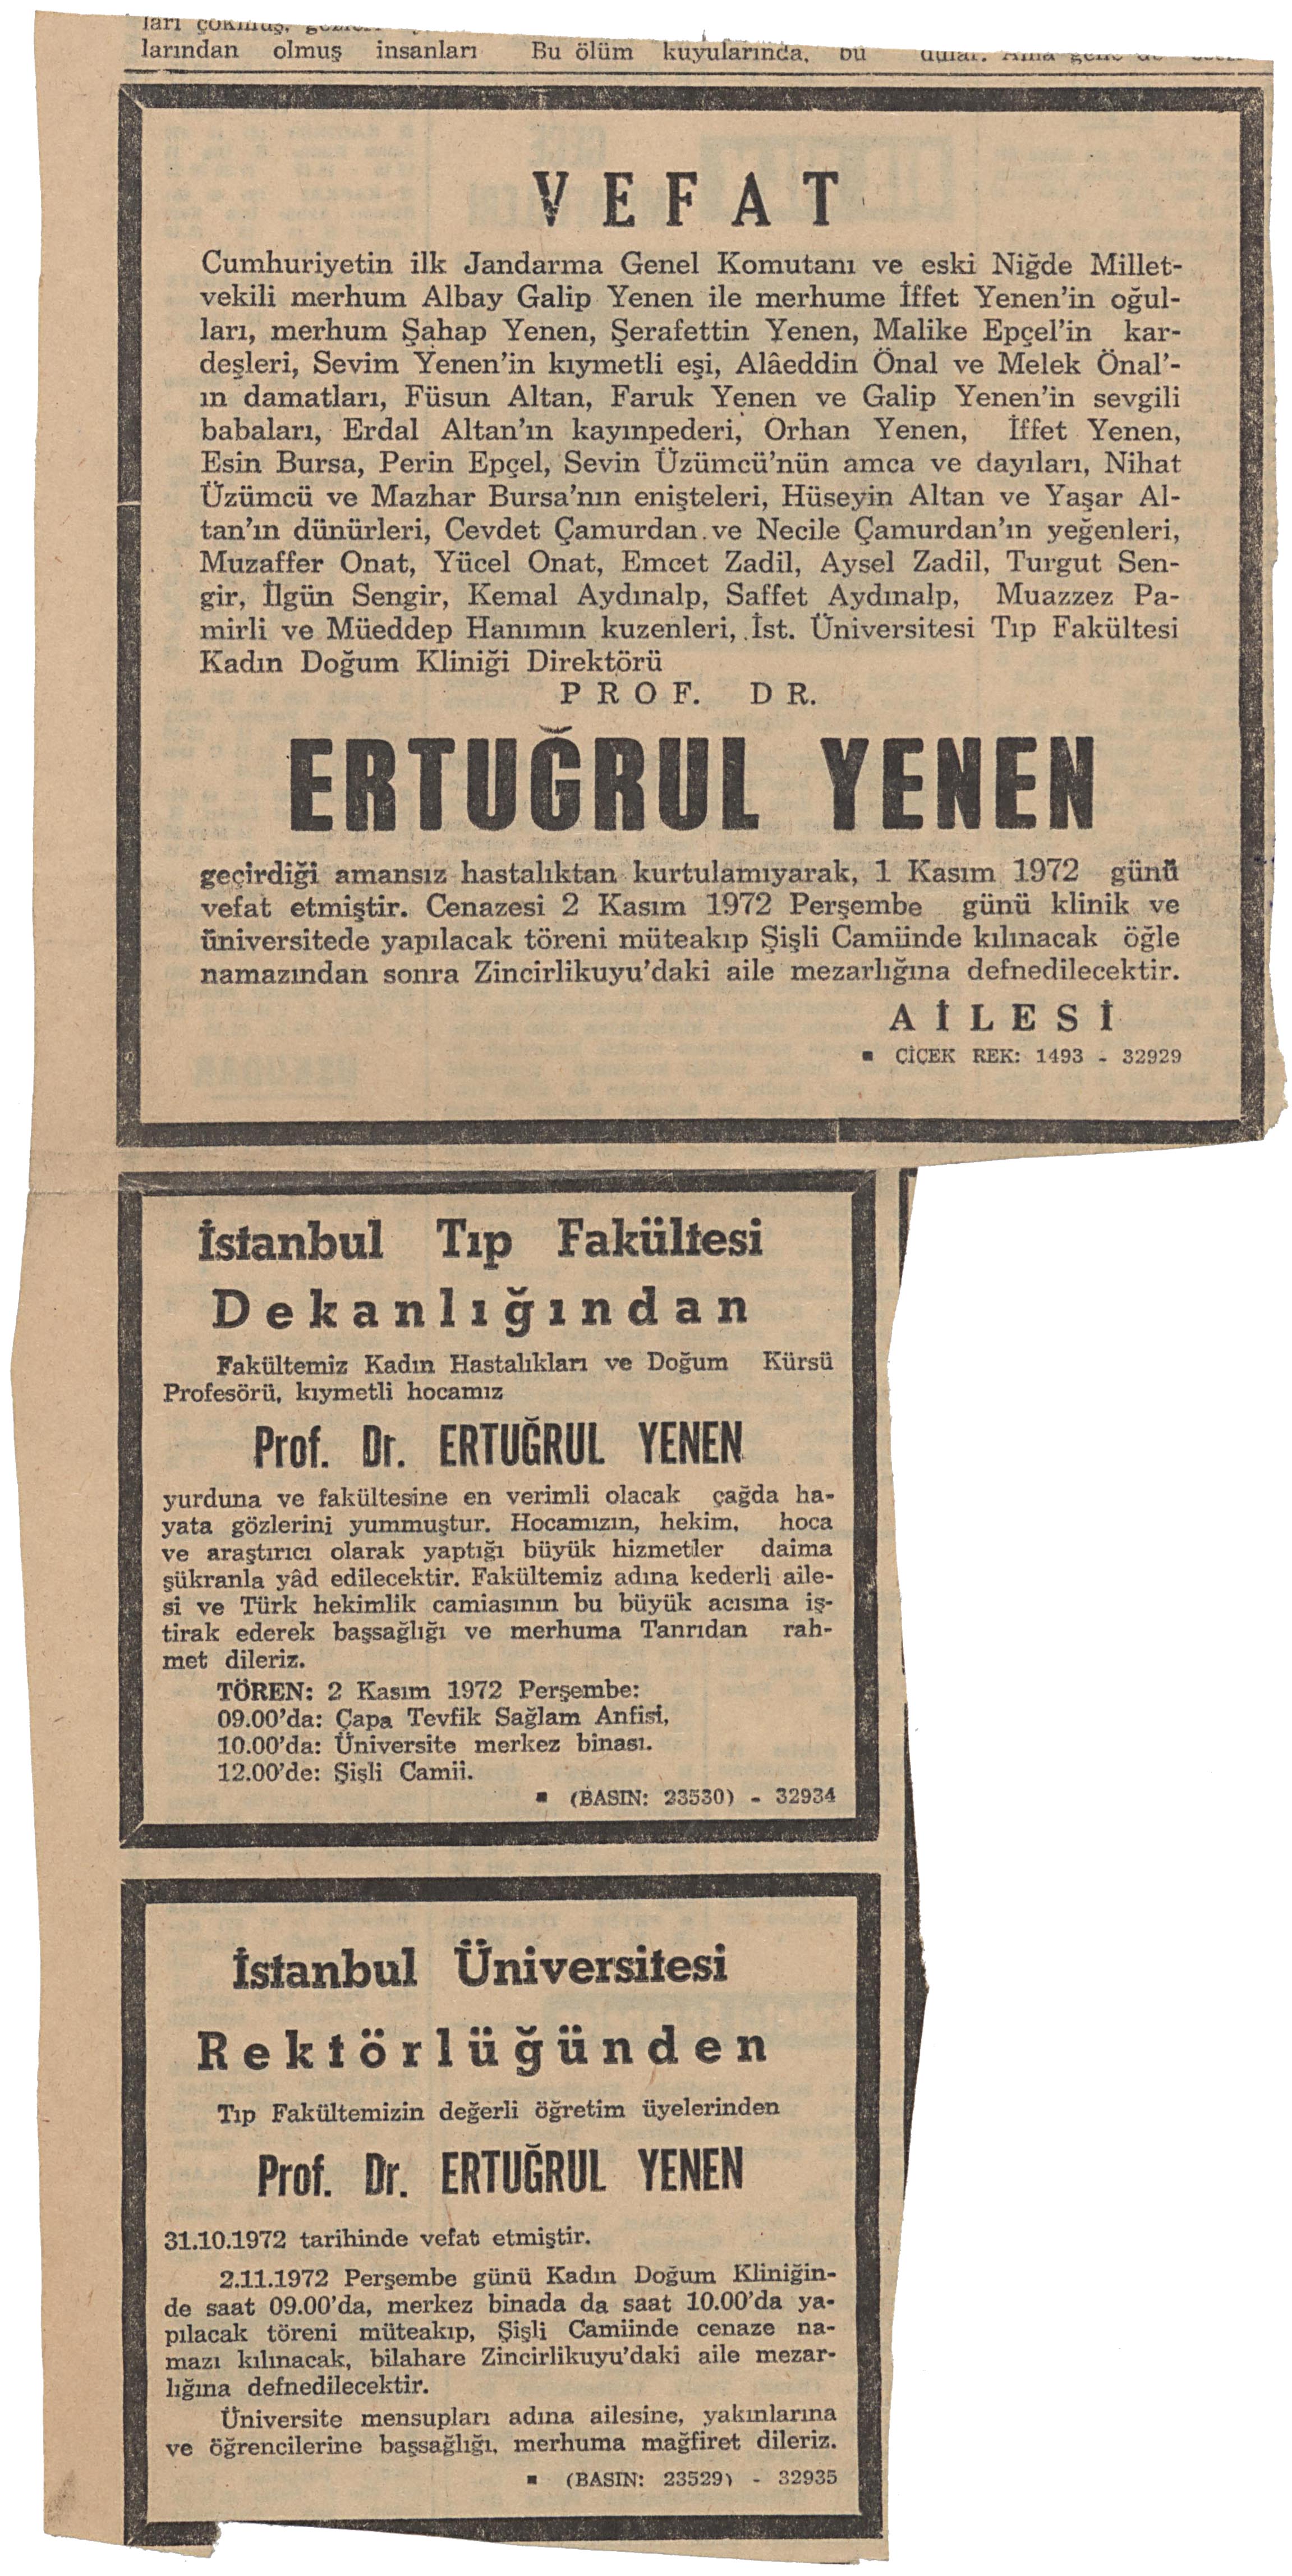 larından olmuş insanları Bu ölüm kuyularında, bu
VEFAT
Cumhuriyetin ilk Jandarma Genel Komutanı ve eski Niğde Millet-
vekili merhum Albay Galip Yenen ile merhume İffet Yenen'in oğul-
ları, merhum Şahap Yenen, Şerafettin Yenen, Malike Epçel'in kar-
deşleri, Sevim Yenen'in kıymetli eşi, Alâeddin Önal ve Melek Önal'-
ın damatları, Füsun Altan, Faruk Yenen ve Galip Yenen'in sevgili
babaları, Erdal Altan'ın kayınpederi, Orhan Yenen, İffet Yenen,
Esin Bursa, Perin Epçel, Sevin Üzümcü'nün amca ve dayıları, Nihat
Üzümcü ve Mazhar Bursa'nın enişteleri, Hüseyin Altan ve Yaşar Al-
tan'ın dünürleri, Cevdet Çamurdan ve Necile Çamurdan'ın yeğenleri,
Muzaffer Onat, Yücel Onat, Emcet Zadil, Aysel Zadil, Turgut Sen-
gir, İlgün Sengir, Kemal Aydınalp, Saffet Aydınalp, Muazzez Pa-
mirli ve Müeddep Hanımın kuzenleri, İst. Üniversitesi Tıp Fakültesi
Kadın Doğum Kliniği Direktörü
PROF. DR.
ERTUĞRUL YENEN
geçirdiği amansız hastalıktan kurtulamıyarak, 1 Kasım 1972 günü
vefat etmiştir. Cenazesi 2 Kasım 1972 Perşembe günü klinik ve
üniversitede yapılacak töreni müteakıp Şişli Camiinde kılınacak öğle
namazından sonra Zincirlikuyu'daki aile mezarlığına defnedilecektir.
AİLESİ
▪ ÇİÇEK REK: 1493 - 32929
İstanbul Tıp Fakültesi
Dekanlığından
Fakültemiz Kadın Hastalıkları ve Doğum Kürsü
Profesörü, kıymetli hocamız
Prof. Dr. ERTUĞRUL YENEN
yurduna ve fakültesine en verimli olacak çağda ha-
yata gözlerini yummuştur. Hocamızın, hekim, hoca
ve araştırıcı olarak yaptığı büyük hizmetler daima
şükranla yâd edilecektir. Fakültemiz adına kederli aile-
si ve Türk hekimlik camiasının bu büyük acısına iş-
tirak ederek başsağlığı ve merhuma Tanrıdan rah-
met dileriz.
TÖREN: 2 Kasım 1972 Perşembe:
09.00'da: Çapa Tevfik Sağlam Anfisi,
10.00'da: Üniversite merkez binası.
12.00'de: Şişli Camii.
▪ (BASIN: 23530) - 32934
İstanbul Üniversitesi
Rektörlüğünden
Tıp Fakültemizin değerli öğretim üyelerinden
Prof. Dr. ERTUĞRUL YENEN
31.10.1972 tarihinde vefat etmiştir.
2.11.1972 Perşembe günü Kadın Doğum Kliniğin-
de saat 09.00'da, merkez binada da saat 10.00'da ya-
pılacak töreni müteakıp, Şişli Camiinde cenaze na-
mazı kılınacak, bilahare Zincirlikuyu'daki aile mezar-
lığına defnedilecektir.
Üniversite mensupları adına ailesine, yakınlarına
ve öğrencilerine başsağlığı, merhuma mağfiret dileriz.
▪ (BASIN: 23529) - 32935